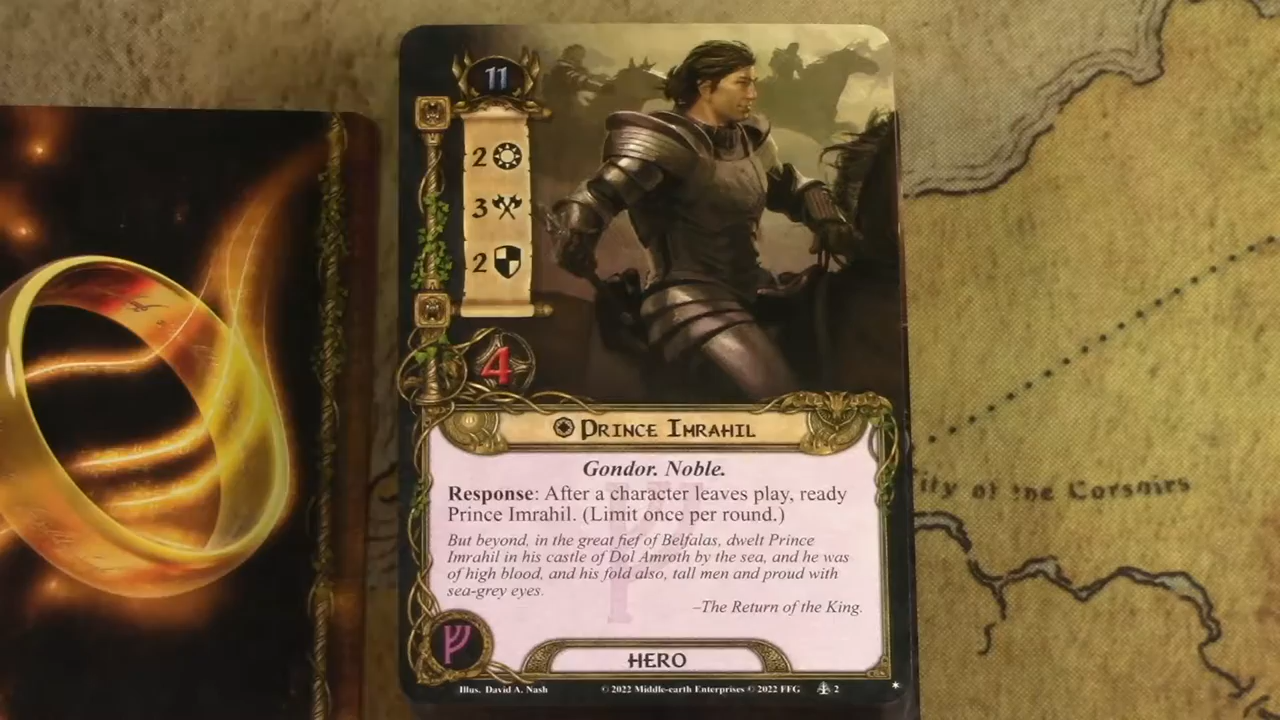 11
2
3
2
4
PRINCE IMRAHIL
Gondor. Noble.
Response: After a character leaves play, ready
Prince Imrahil. (Limit once per round.)
But beyond, in the great fief of Belfalas, dwelt Prince
Imrahil in his castle of Dol Amroth by the sea, and he was
of high blood, and his fold also, tall men and proud with
sea-grey eyes.
–The Return of the King.
HERO
Illus. David A. Nash
© 2022 Middle-earth Enterprises © 2022 FFG
2
ity of the Corsairs